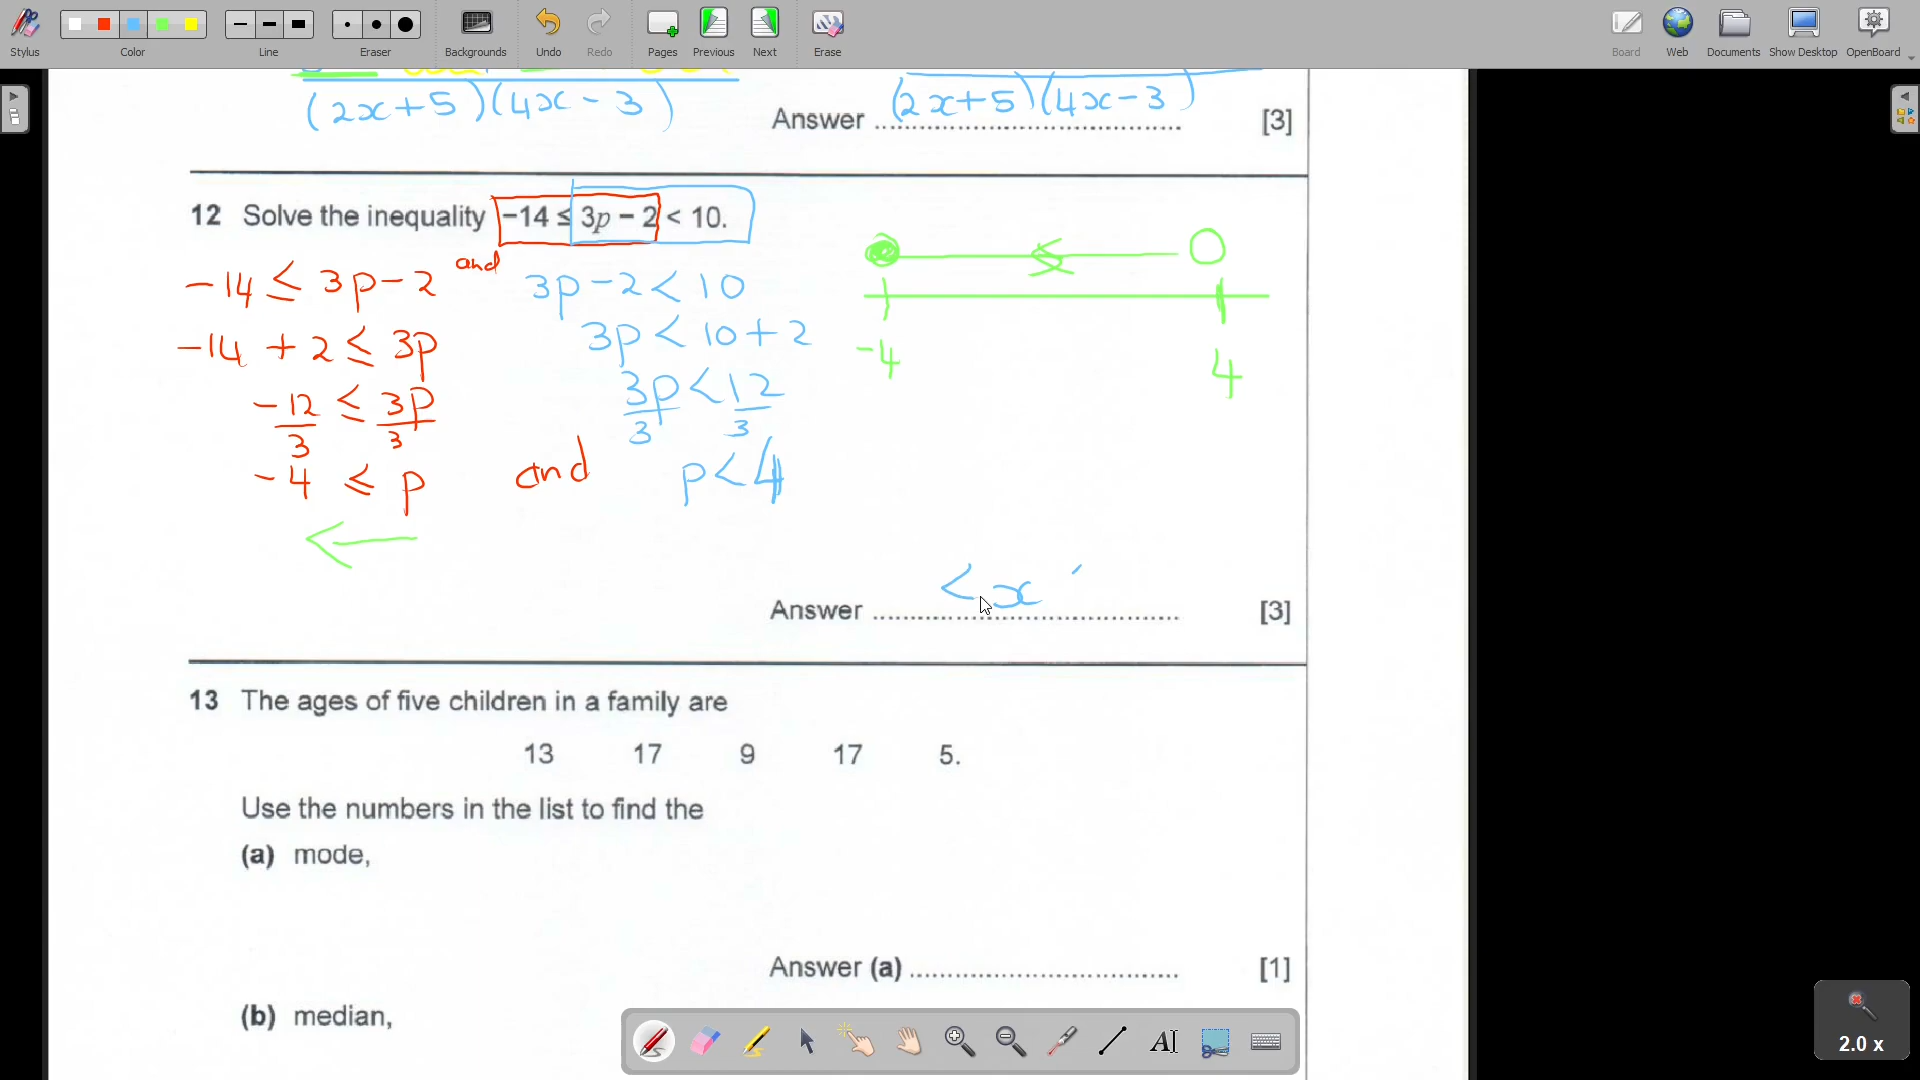 Stylus
Color
Line
Eraser
Backgrounds
Undo
Redo
Pages
Previous
Next
Erase
Board
Web
Documents
Show Desktop
OpenBoard
(2x+5)(4x-3)
(2x+5)(4x-3)
Answer ........................................ [3]
12 Solve the inequality −14 ≤ 3p − 2 < 10.
and
-14 ≤ 3p-2
3p-2 < 10
-14 + 2 ≤ 3p
3p < 10+2
-12/3 ≤ 3p/3
3p/3 < 12/3
-4 ≤ p and p < 4
-4 4
< x
Answer ........................................ [3]
13 The ages of five children in a family are
13 17 9 17 5.
Use the numbers in the list to find the
(a) mode,
Answer (a) ................................... [1]
(b) median,
2.0 x